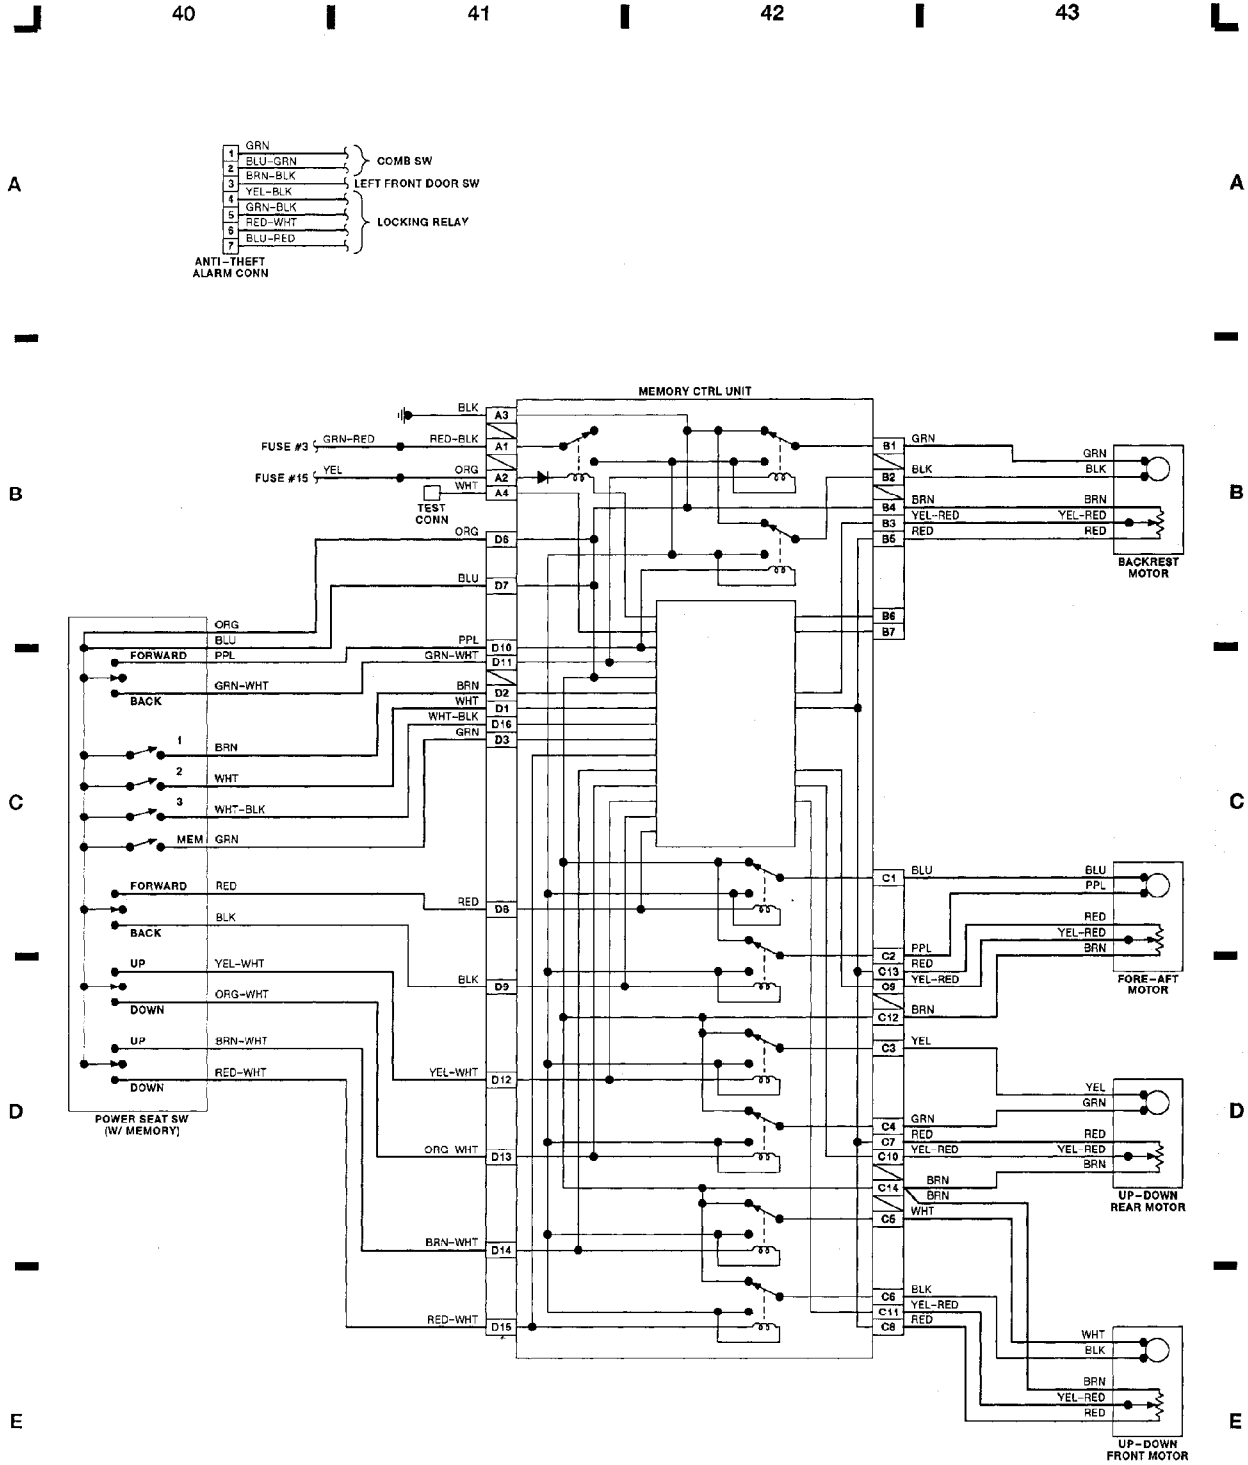 40 41 42 43
A A
1 GRN
2 BLU-GRN
COMB SW
3 BRN-BLK
LEFT FRONT DOOR SW
4 YEL-BLK
5 GRN-BLK
6 RED-WHT
LOCKING RELAY
7 BLU-RED
ANTI-THEFT
ALARM CONN
MEMORY CTRL UNIT
BLK A3
FUSE #3 GRN-RED RED-BLK A1
B1 GRN GRN
FUSE #15 YEL ORG A2
B2 BLK BLK
WHT A4
TEST
CONN
B B
B4 BRN BRN
B3 YEL-RED YEL-RED
B5 RED RED
BACKREST
MOTOR
ORG D6
BLU D7
B6
B7
ORG
BLU
FORWARD PPL PPL D10
GRN-WHT GRN-WHT D11
BACK
BRN D2
WHT D1
WHT-BLK D16
GRN D3
1 BRN
2 WHT
3 WHT-BLK
MEM GRN
C C
FORWARD RED RED D8
BACK BLK
BLK D9
C1 BLU BLU
PPL
RED
YEL-RED
BRN
C2 PPL
C13 RED
C9 YEL-RED
C12 BRN
FORE-AFT
MOTOR
UP YEL-WHT
DOWN ORG-WHT
UP BRN-WHT
DOWN RED-WHT
POWER SEAT SW
(W/ MEMORY)
YEL-WHT D12
C3 YEL YEL
GRN
D D
C4 GRN
C7 RED RED
ORG-WHT D13
C10 YEL-RED YEL-RED
BRN
C14 BRN
BRN
C5 WHT
UP-DOWN
REAR MOTOR
BRN-WHT D14
C6 BLK
C11 YEL-RED
RED-WHT D15
C8 RED
WHT
BLK
BRN
YEL-RED
RED
E E
UP-DOWN
FRONT MOTOR